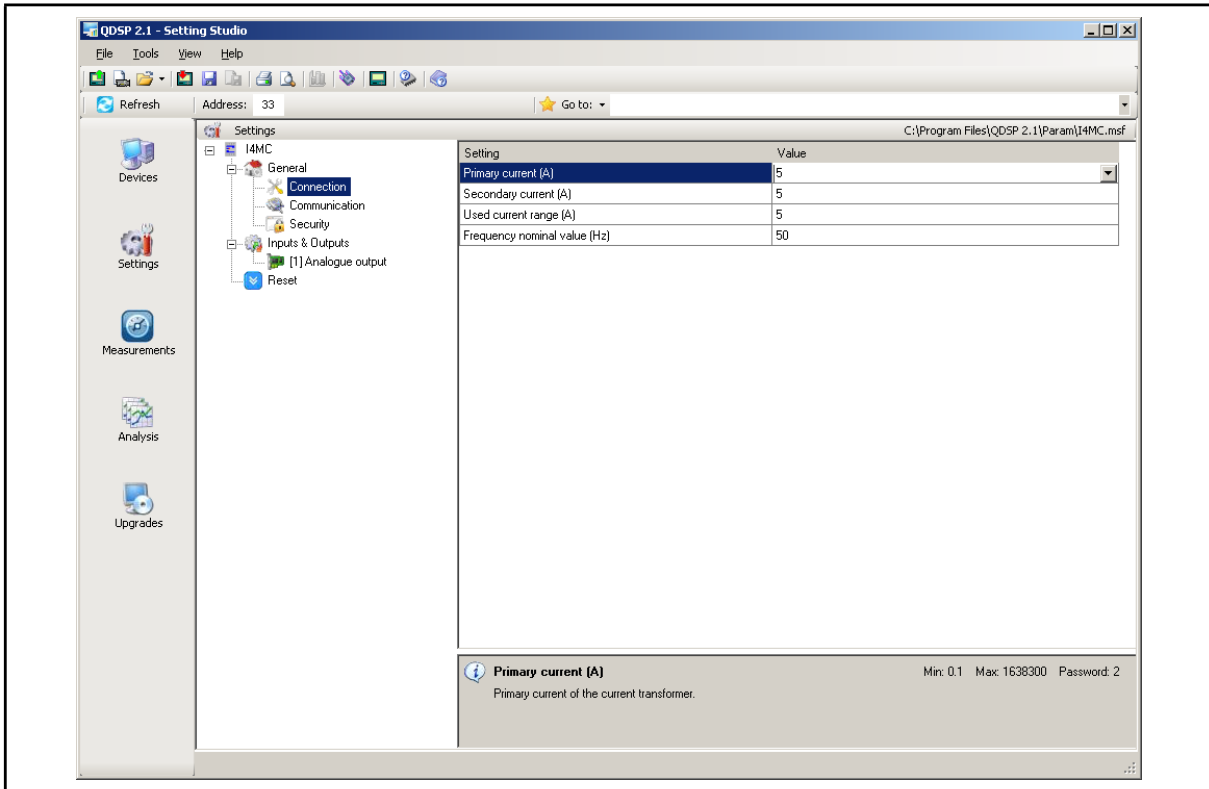 QDSP 2.1 - Setting Studio
File Tools View Help
Refresh Address: 33 Go to:
Settings C:\Program Files\QDSP 2.1\Param\I4MC.msf
Devices
Settings
Measurements
Analysis
Upgrades
I4MC
General
Connection
Communication
Security
Inputs & Outputs
[1] Analogue output
Reset
Setting Value
Primary current (A) 5
Secondary current (A) 5
Used current range (A) 5
Frequency nominal value (Hz) 50
Primary current (A) Min: 0.1 Max: 1638300 Password: 2
Primary current of the current transformer.